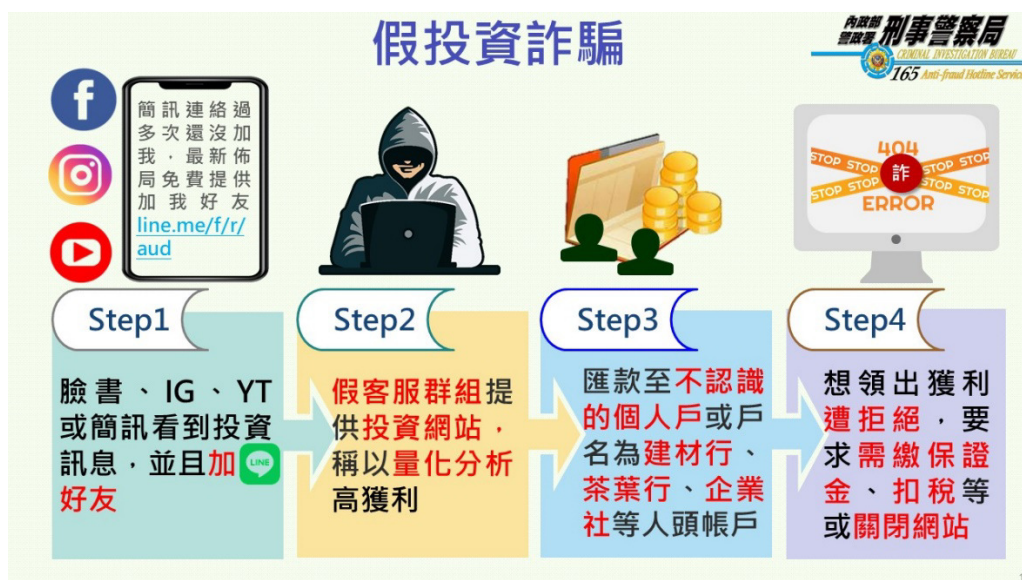 假投資詐騙
內政部
警政署 刑事警察局
CRIMINAL INVESTIGATION BUREAU
165 Anti-fraud Hotline Service
簡訊連絡過
多次還沒加
我，最新佈
局免費提供
加我好友
line.me/f/r/
aud
404
STOP STOP STOP STOP
詐
STOP STOP STOP STOP
ERROR
Step1
臉書、IG、YT
或簡訊看到投資
訊息，並且加 LINE
好友
Step2
假客服群組提
供投資網站，
稱以量化分析
高獲利
Step3
匯款至不認識
的個人戶或戶
名為建材行、
茶葉行、企業
社等人頭帳戶
Step4
想領出獲利
遭拒絕，要
求需繳保證
金、扣稅等
或關閉網站